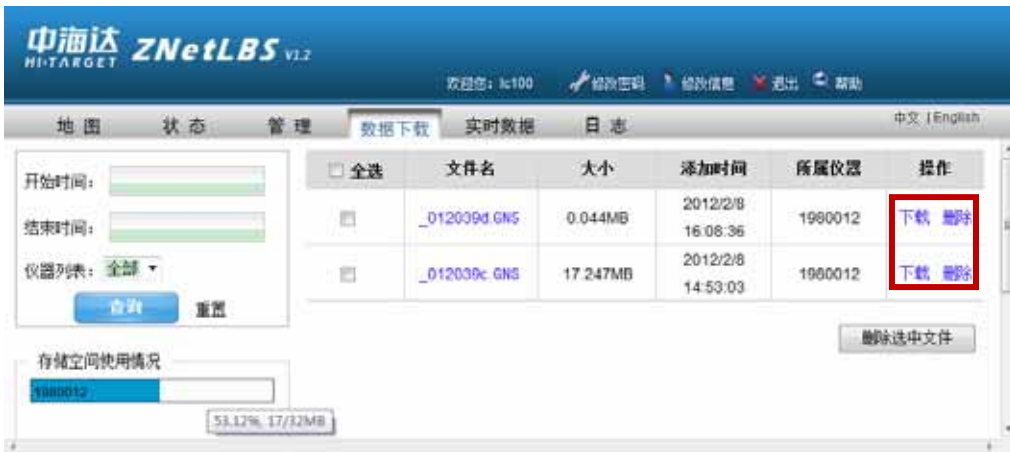 中海达 ZNetLBS V1.2
HI·TARGET
欢迎您：lc100 修改密码 修改信息 退出 帮助
地图 状态 管理 数据下载 实时数据 日志 中文 | English
开始时间：
结束时间：
仪器列表： 全部
查询 重置
存储空间使用情况
1980012
53.12%, 17/32MB
全选 文件名 大小 添加时间 所属仪器 操作
_012039d.GNS 0.044MB 2012/2/8 16:08:36 1980012 下载 删除
_012039c.GNS 17.247MB 2012/2/8 14:53:03 1980012 下载 删除
删除选中文件